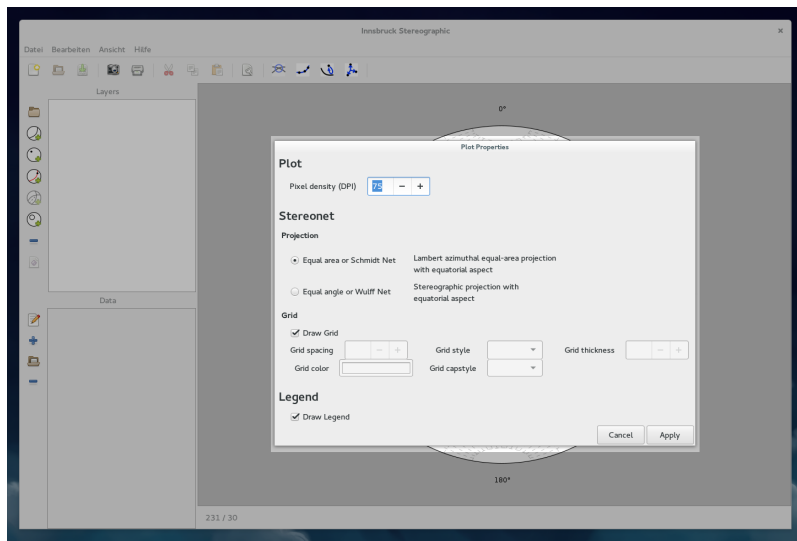 Innsbruck Stereographic
Datei Bearbeiten Ansicht Hilfe
Layers
Data
0°
Plot Properties
Plot
Pixel density (DPI) 75 − +
Stereonet
Projection
Equal area or Schmidt Net Lambert azimuthal equal-area projection
with equatorial aspect
Equal angle or Wulff Net Stereographic projection with
equatorial aspect
Grid
Draw Grid
Grid spacing − + Grid style Grid thickness − +
Grid color Grid capstyle
Legend
Draw Legend
Cancel Apply
180°
231 / 30